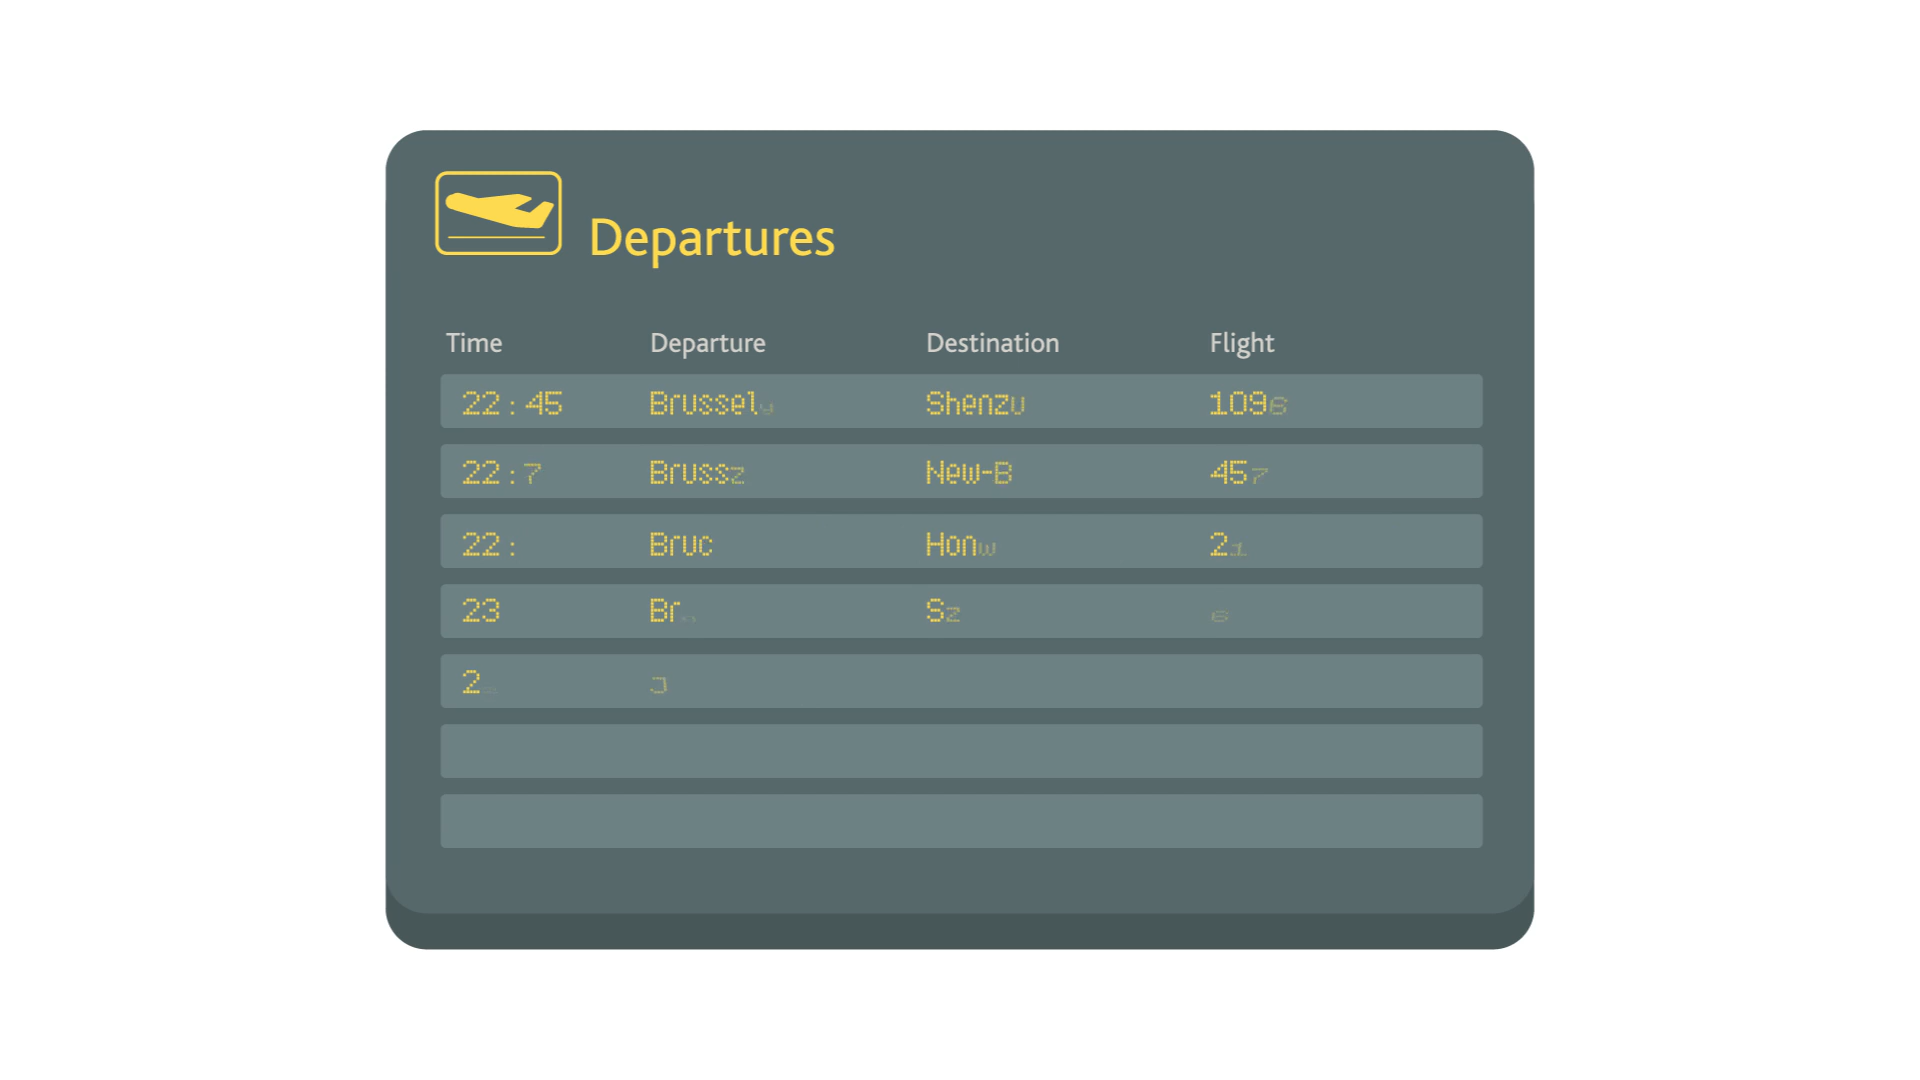 Departures
Time Departure Destination Flight
22:45 Brussel Shenz 109
22:7 Bruss New-B 45
22: Bruc Hon 2
23 Br S
2